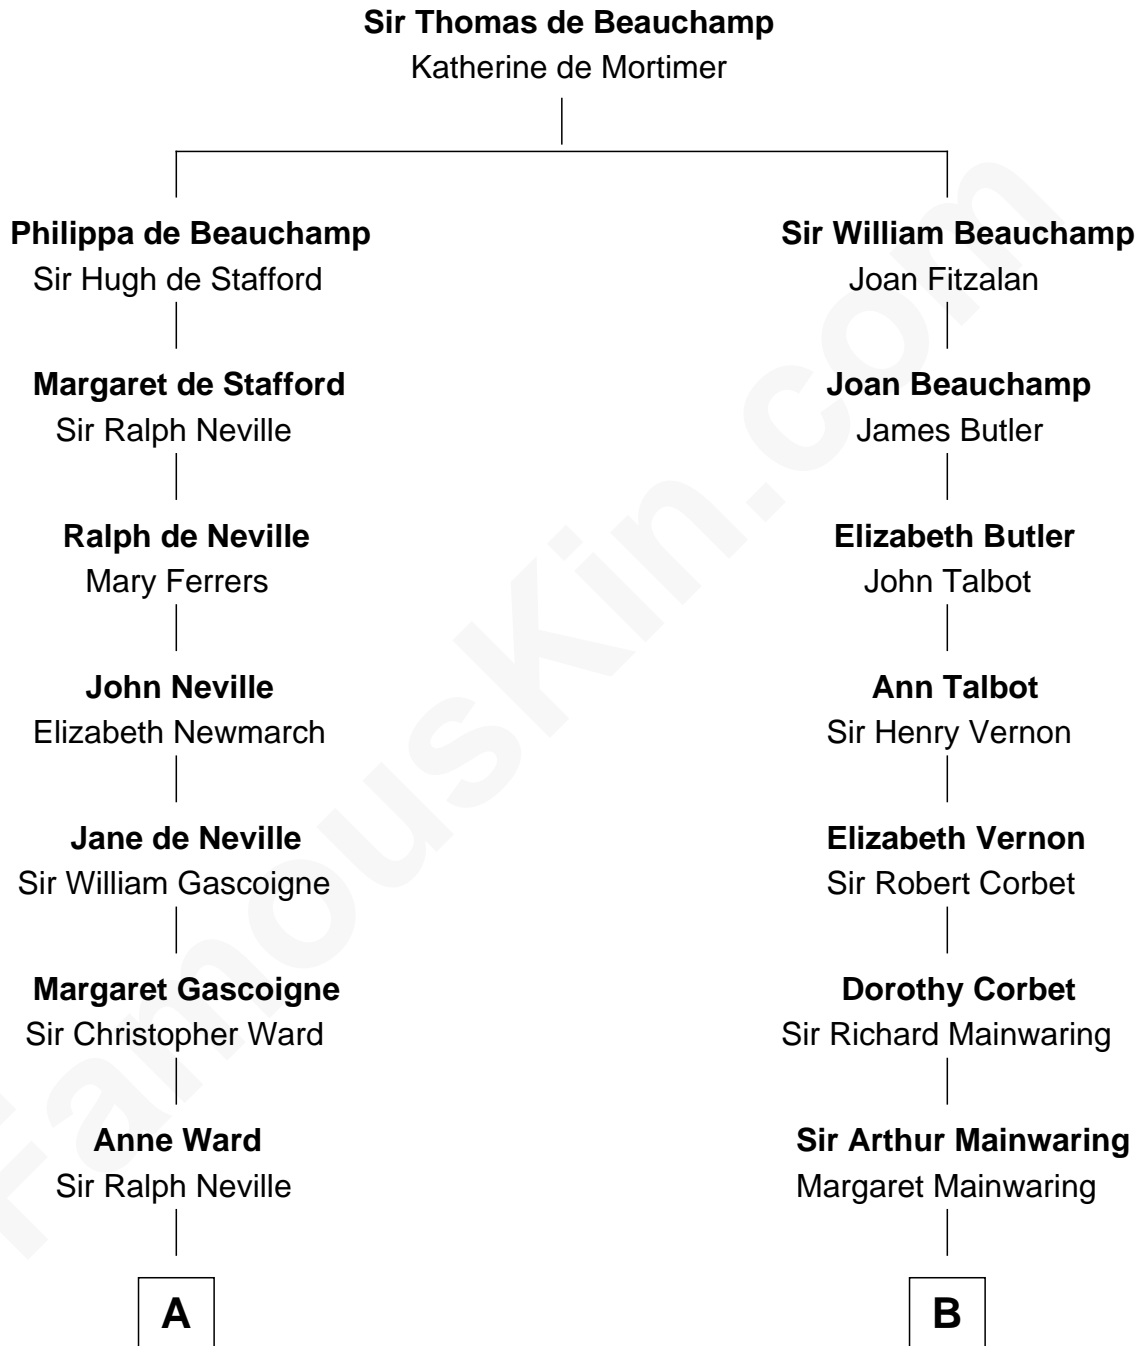 Sir Thomas de Beauchamp
Katherine de Mortimer
Philippa de Beauchamp
Sir Hugh de Stafford
Sir William Beauchamp
Joan Fitzalan
Margaret de Stafford
Sir Ralph Neville
Joan Beauchamp
James Butler
Ralph de Neville
Mary Ferrers
Elizabeth Butler
John Talbot
John Neville
Elizabeth Newmarch
Ann Talbot
Sir Henry Vernon
Jane de Neville
Sir William Gascoigne
Elizabeth Vernon
Sir Robert Corbet
Margaret Gascoigne
Sir Christopher Ward
Dorothy Corbet
Sir Richard Mainwaring
Anne Ward
Sir Ralph Neville
Sir Arthur Mainwaring
Margaret Mainwaring
A
B
FamousKin.com